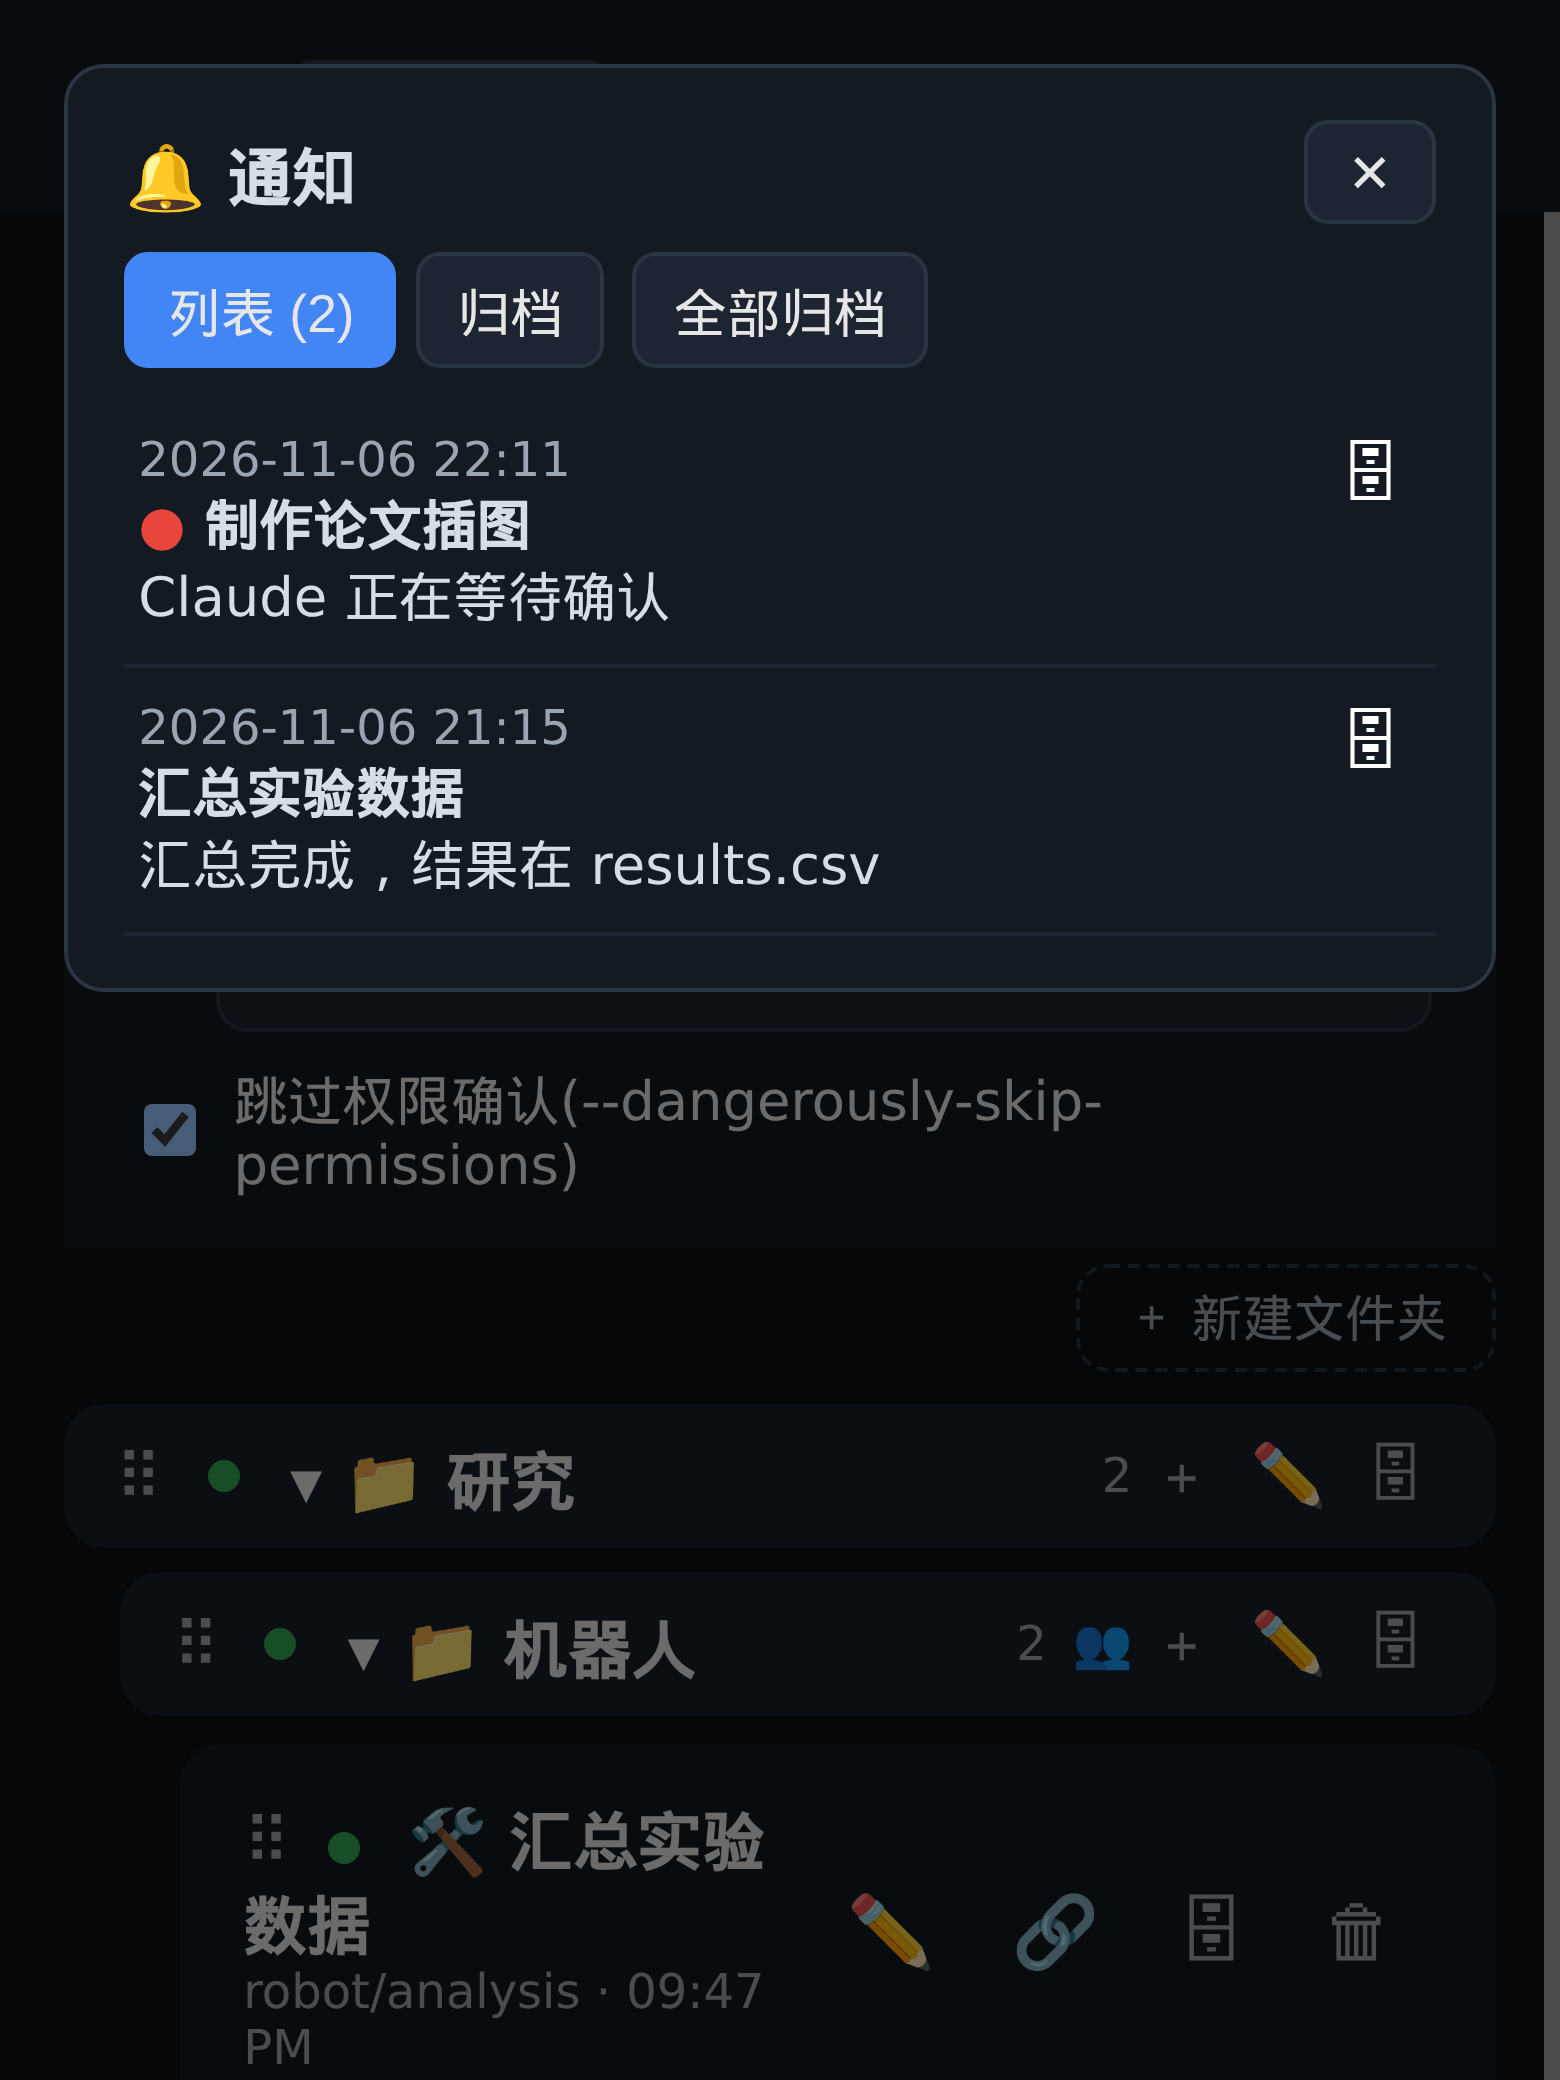 🔔 通知
✕
列表 (2) 归档 全部归档
2026-11-06 22:11
🔴 制作论文插图
Claude 正在等待确认
2026-11-06 21:15
汇总实验数据
汇总完成，结果在 results.csv
跳过权限确认(--dangerously-skip-
permissions)
+ 新建文件夹
▾ 📁 研究 2 +
▾ 📁 机器人 2 👥 +
🛠️ 汇总实验
数据
robot/analysis · 09:47
PM